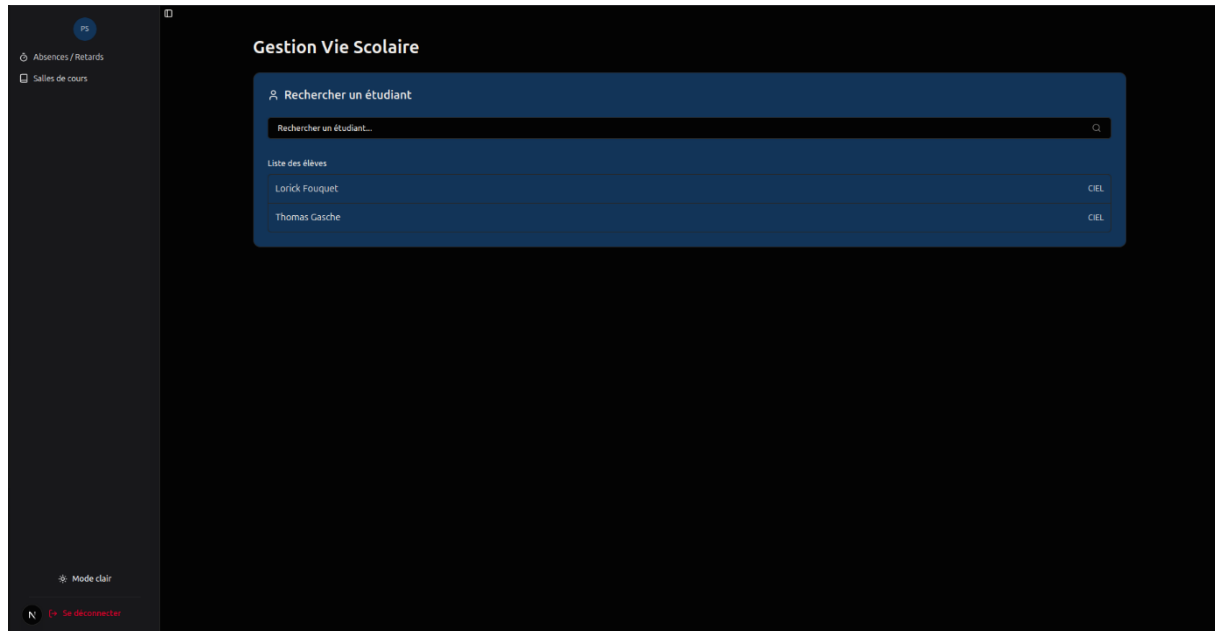 PS
Absences / Retards
Salles de cours
Gestion Vie Scolaire
Rechercher un étudiant
Rechercher un étudiant...
Liste des élèves
Lorick Fouquet CIEL
Thomas Gasche CIEL
Mode clair
N
Se déconnecter